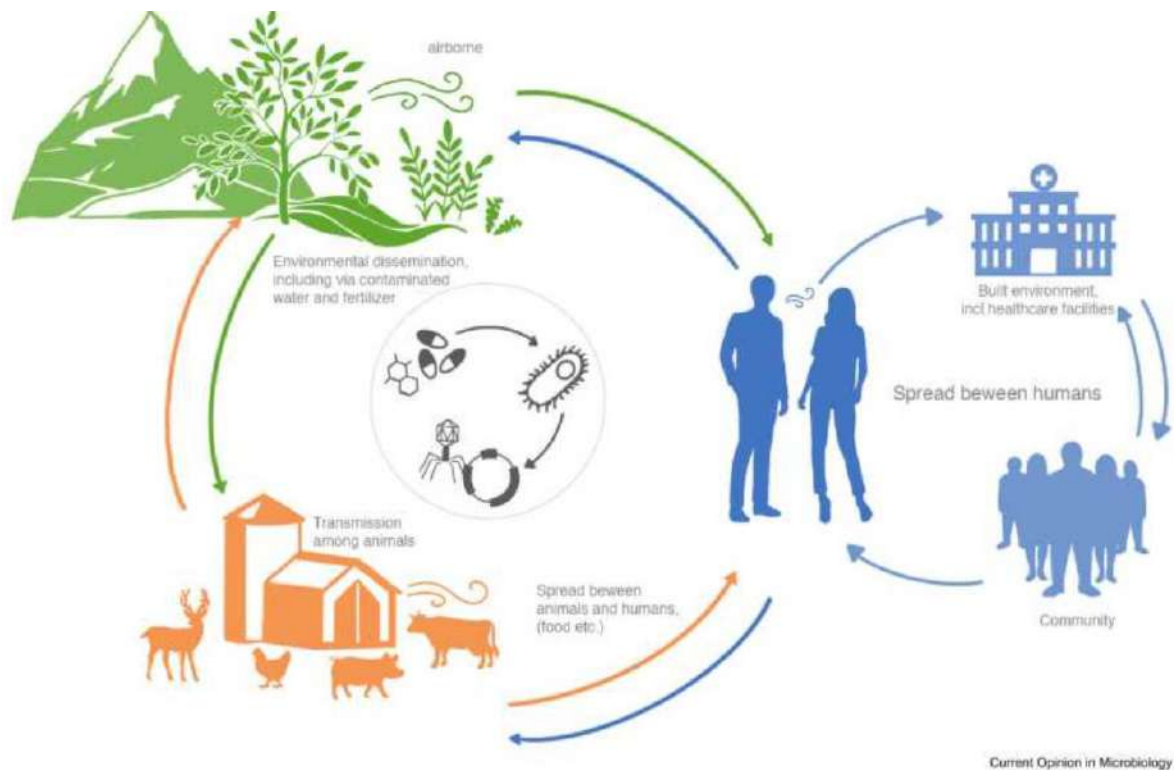 airborne
Environmental dissemination,
including via contaminated
water and fertilizer
Built environment,
incl healthcare facilities
Spread beween humans
Transmission
among animals
Spread beween
animals and humans,
(food etc.)
Community
Current Opinion in Microbiology